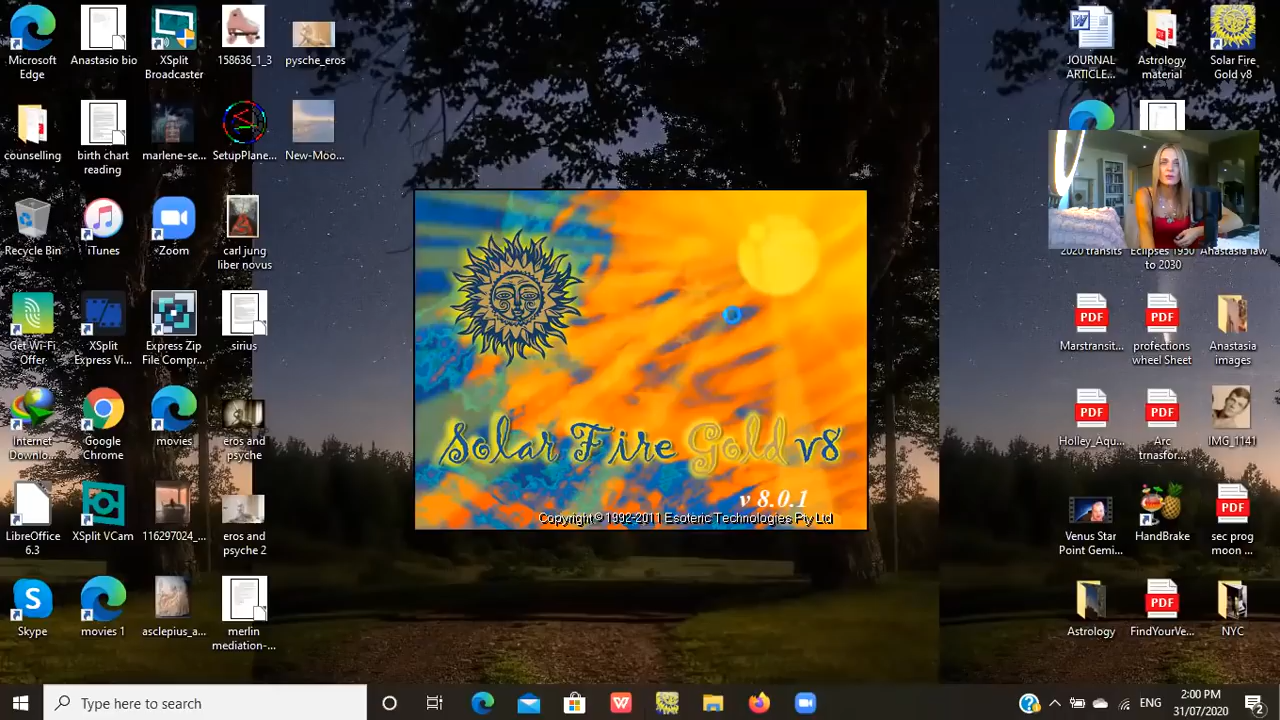 Microsoft
Edge
Anastasio bio
XSplit
Broadcaster
158636_1_3
pysche_eros
counselling
birth chart
reading
marlene-se...
SetupPlane...
New-Moo...
Recycle Bin
iTunes
Zoom
carl jung
liber novus
Get Wi-Fi
Offer
XSplit
Express Vi...
Express Zip
File Compr...
sirius
Internet
Downlo...
Google
Chrome
movies
eros and
psyche
LibreOffice
6.3
XSplit VCam
116297024_...
eros and
psyche 2
Skype
movies 1
asclepius_a...
merlin
mediation-...
Solar Fire Gold v8
v 8.0.1
Copyright © 1992-2011 Esoteric Technologies Pty Ltd
JOURNAL
ARTICLE...
Astrology
material
Solar Fire
Gold v8
2020 transits
Eclipses 1950
to 2030
Anastasia law
PDF
Marstransit...
PDF
profections
wheel Sheet
Anastasia
images
PDF
Holley_Aqu...
PDF
Arc
trnasfor...
IMG_1141
Venus Star
Point Gemi...
HandBrake
PDF
sec prog
moon ...
Astrology
PDF
FindYourVe...
NYC
Type here to search
ENG
2:00 PM
31/07/2020